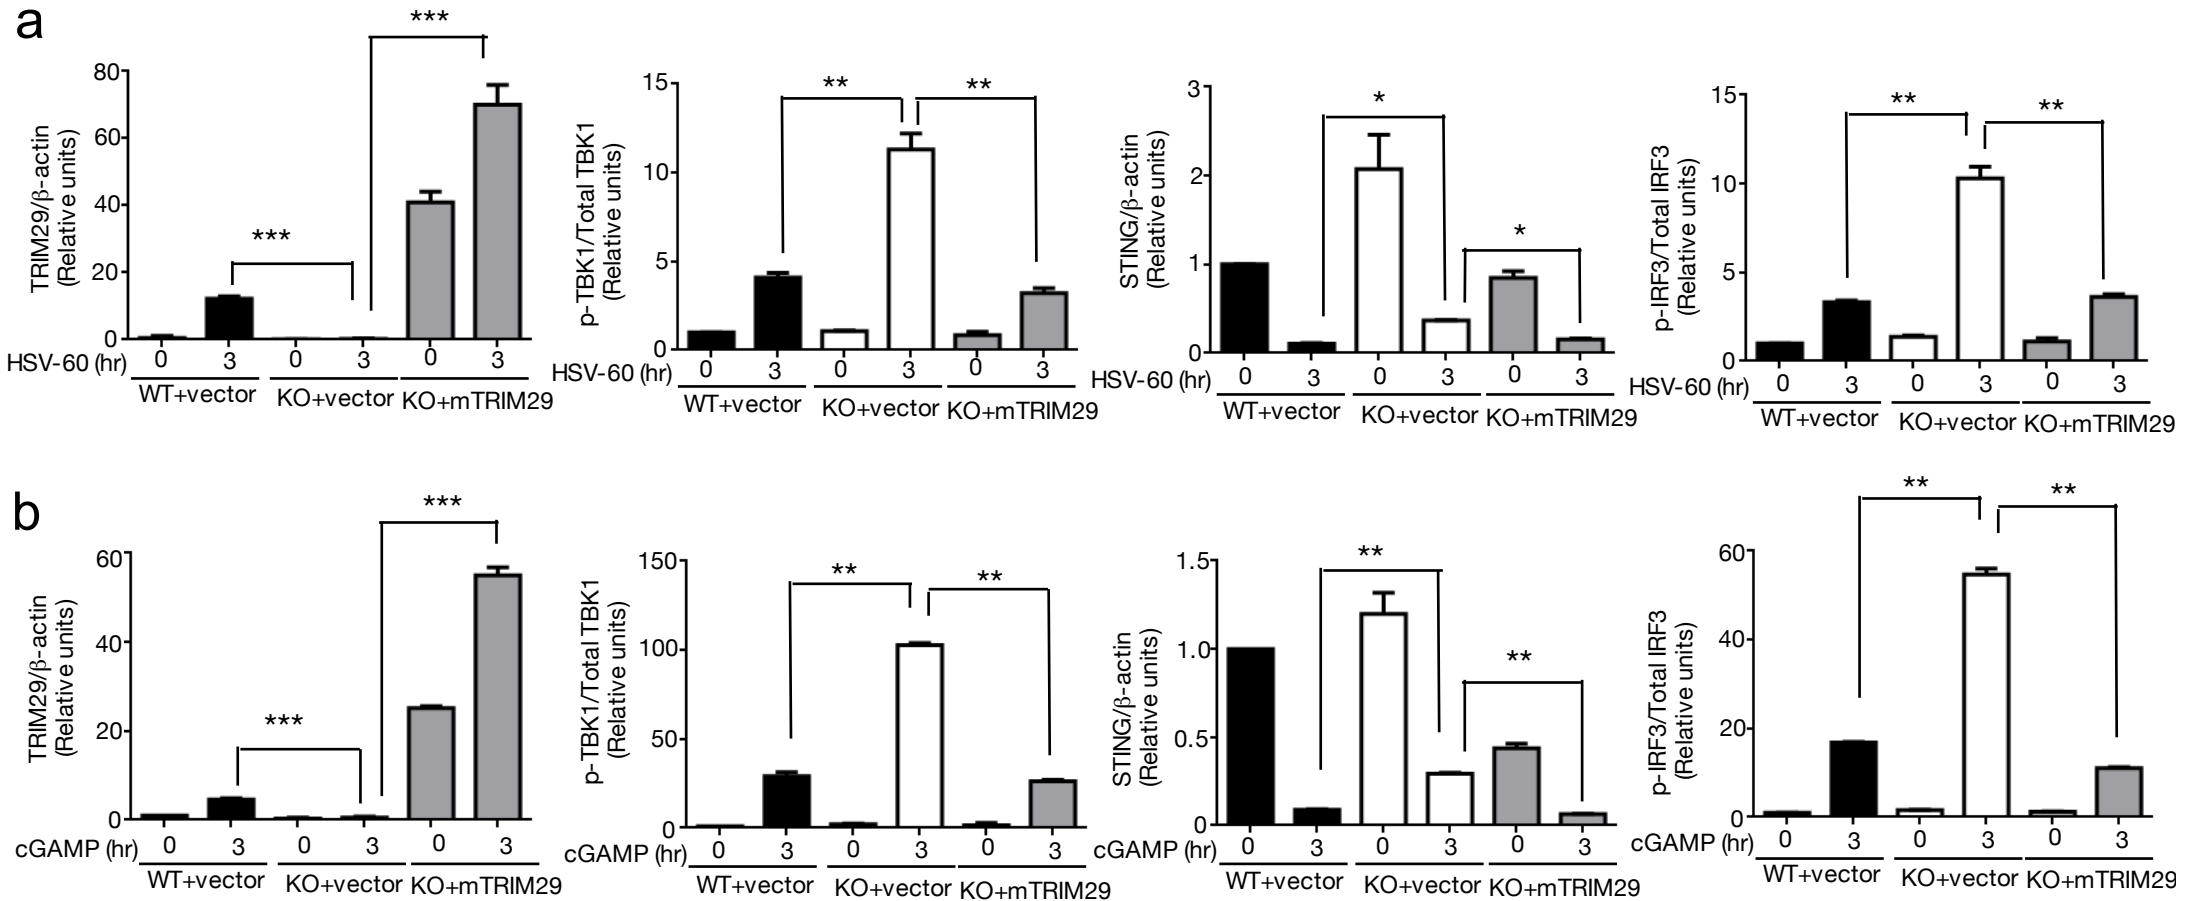 a
TRIM29/β-actin
(Relative units)
80
60
40
20
0
***
***
HSV-60 (hr)
0 3 0 3 0 3
WT+vector KO+vector KO+mTRIM29
p-TBK1/Total TBK1
(Relative units)
15
10
5
0
** **
HSV-60 (hr)
0 3 0 3 0 3
WT+vector KO+vector KO+mTRIM29
STING/β-actin
(Relative units)
3
2
1
0
*
*
HSV-60 (hr)
0 3 0 3 0 3
WT+vector KO+vector KO+mTRIM29
p-IRF3/Total IRF3
(Relative units)
15
10
5
0
** **
HSV-60 (hr)
0 3 0 3 0 3
WT+vector KO+vector KO+mTRIM29
b
TRIM29/β-actin
(Relative units)
60
40
20
0
***
***
cGAMP (hr)
0 3 0 3 0 3
WT+vector KO+vector KO+mTRIM29
p-TBK1/Total TBK1
(Relative units)
150
100
50
0
** **
cGAMP (hr)
0 3 0 3 0 3
WT+vector KO+vector KO+mTRIM29
STING/β-actin
(Relative units)
1.5
1.0
0.5
0
**
**
cGAMP (hr)
0 3 0 3 0 3
WT+vector KO+vector KO+mTRIM29
p-IRF3/Total IRF3
(Relative units)
60
40
20
0
** **
cGAMP (hr)
0 3 0 3 0 3
WT+vector KO+vector KO+mTRIM29